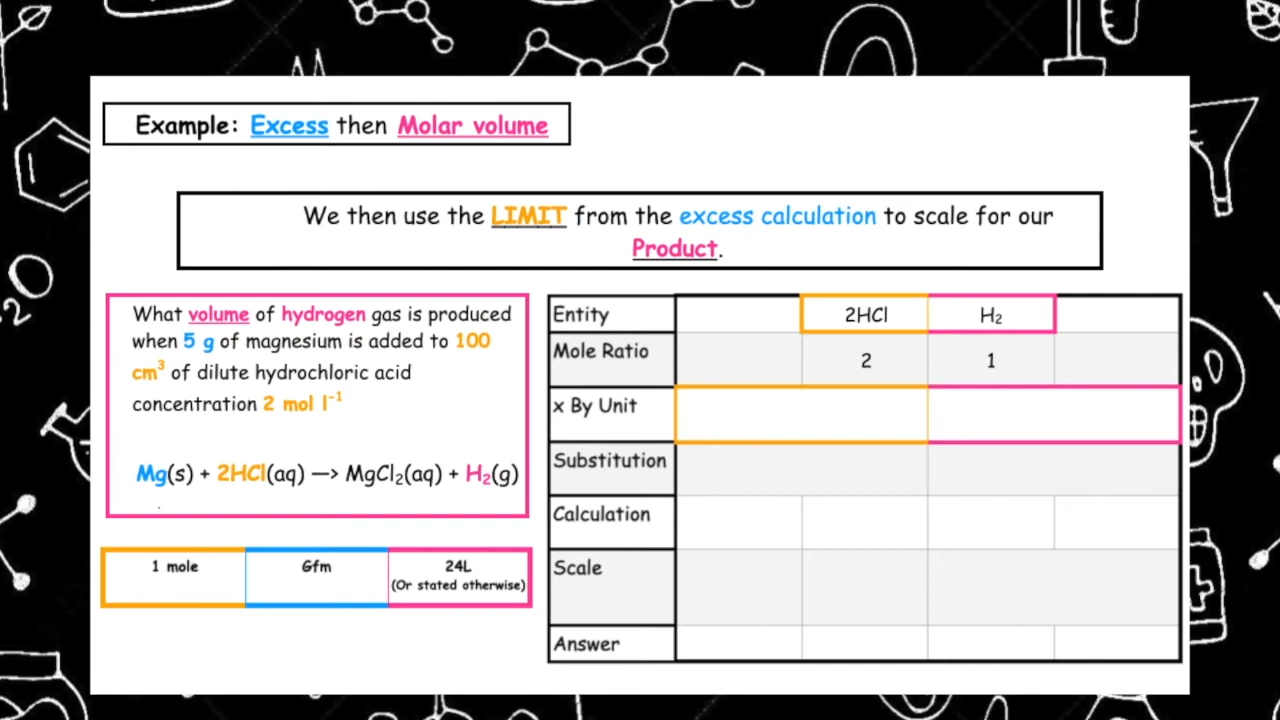 Example: Excess then Molar volume
We then use the LIMIT from the excess calculation to scale for our
Product.
What volume of hydrogen gas is produced
when 5 g of magnesium is added to 100
cm³ of dilute hydrochloric acid
concentration 2 mol l⁻¹
Mg(s) + 2HCl(aq) —> MgCl₂(aq) + H₂(g)
1 mole Gfm 24L
(Or stated otherwise)
Entity 2HCl H₂
Mole Ratio 2 1
x By Unit
Substitution
Calculation
Scale
Answer